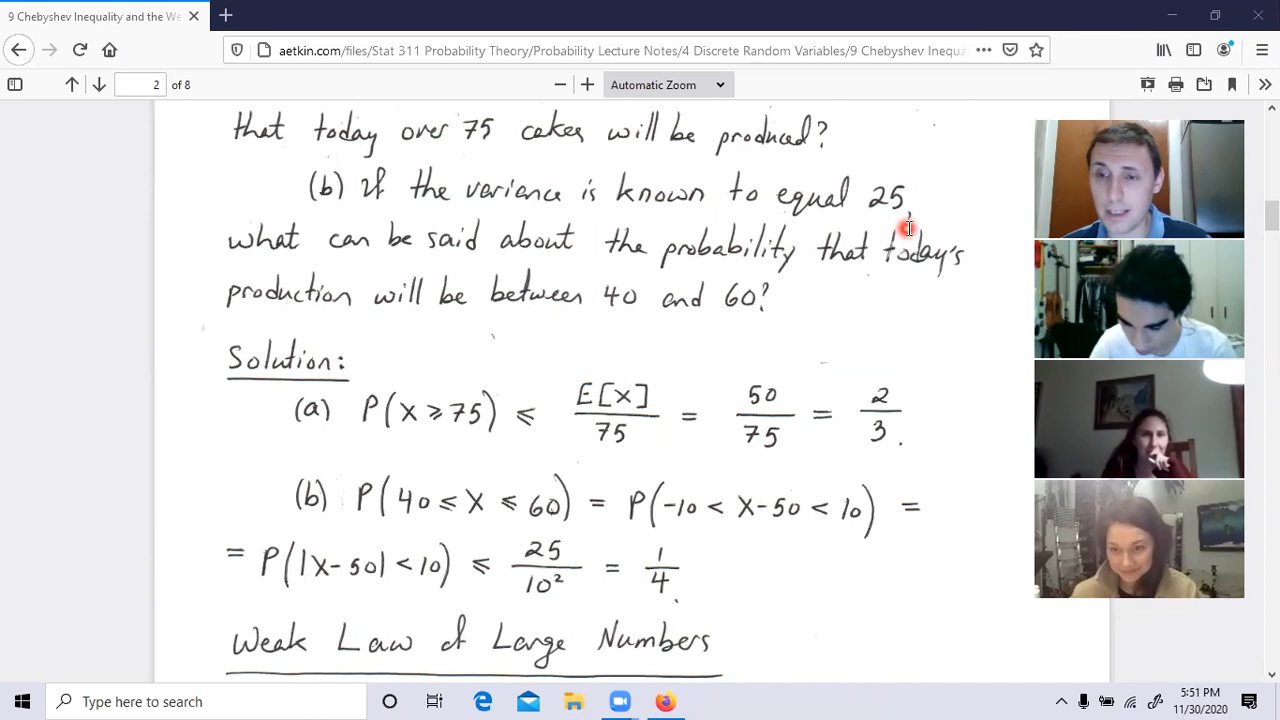 9 Chebyshev Inequality and the We
aetkin.com/files/Stat 311 Probability Theory/Probability Lecture Notes/4 Discrete Random Variables/9 Chebyshev Inequa
2 of 8
Automatic Zoom
that today over 75 cakes will be produced?
(b) If the variance is known to equal 25,
what can be said about the probability that today's
production will be between 40 and 60?
Solution:
(a) P(X ≥ 75) ≤ E[X]/75 = 50/75 = 2/3.
(b) P(40 ≤ X ≤ 60) = P(-10 < X-50 < 10) =
= P(|X-50| < 10) ≤ 25/10² = 1/4.
Weak Law of Large Numbers
Type here to search
5:51 PM
11/30/2020